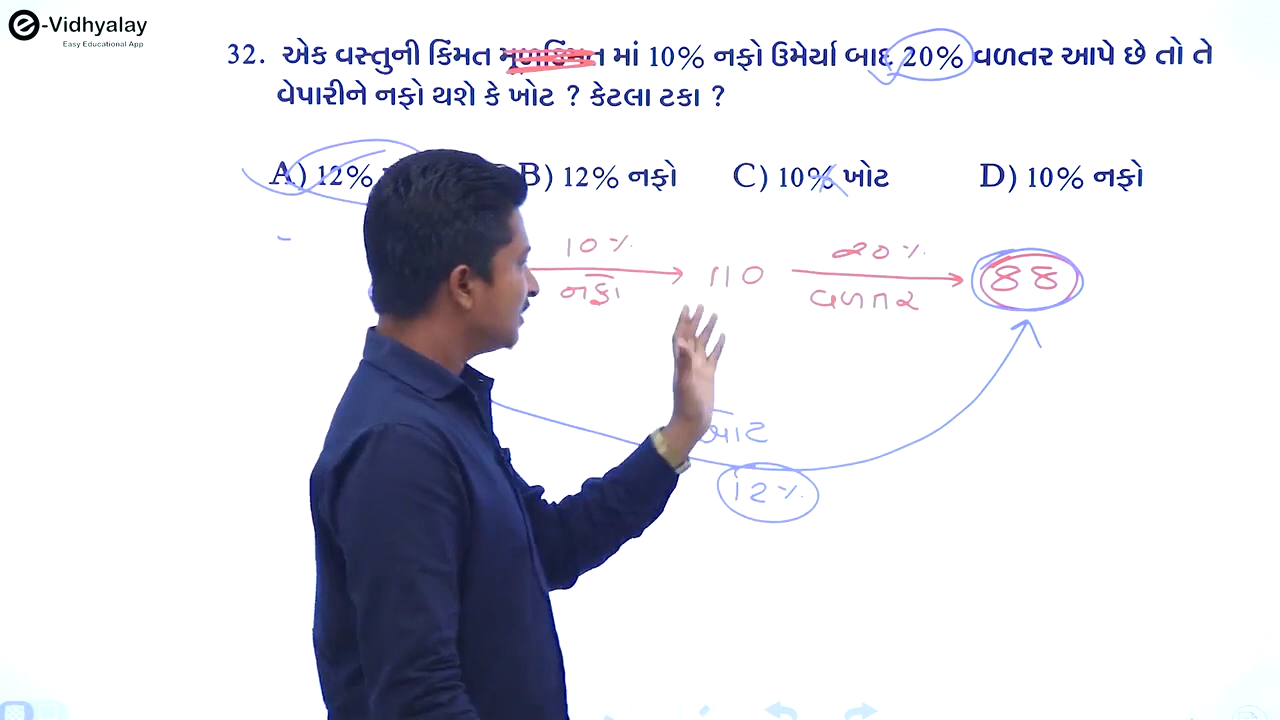 e-Vidhyalay
Easy Educational App
32. એક વસ્તુની કિંમત માં 10% નફો ઉમેર્યા બાદ 20% વળતર આપે છે તો તે
વેપારીને નફો થશે કે ખોટ ? કેટલા ટકા ?
A) 12% B) 12% નફો C) 10% ખોટ D) 10% નફો
10% 20%
110 88
નફો વળતર
ખોટ
12%